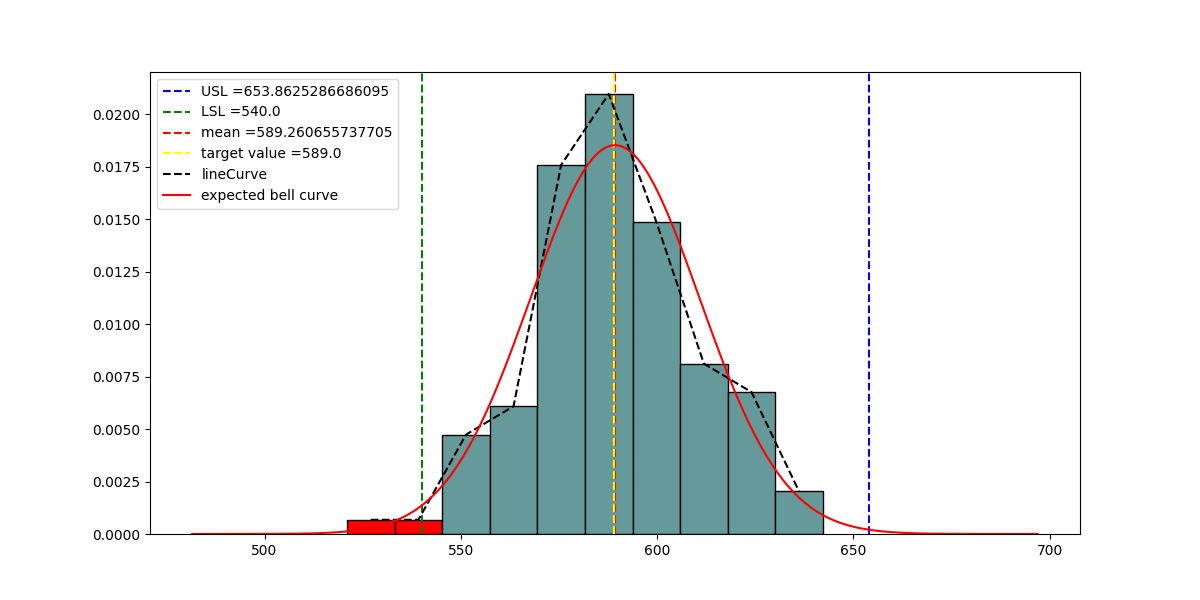 USL =653.8625286686095
LSL =540.0
mean =589.260655737705
target value =589.0
lineCurve
expected bell curve
0.0200
0.0175
0.0150
0.0125
0.0100
0.0075
0.0050
0.0025
0.0000
500 550 600 650 700